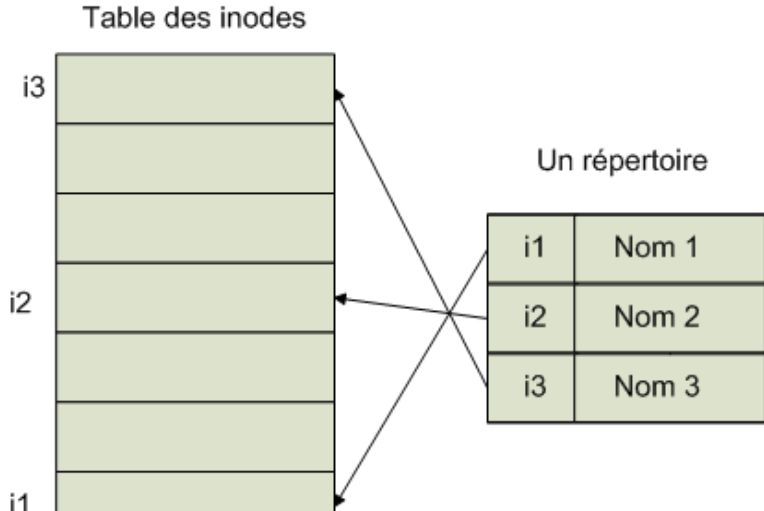 Table des inodes
i3
Un répertoire
i1 Nom 1
i2
i2 Nom 2
i3 Nom 3
i1